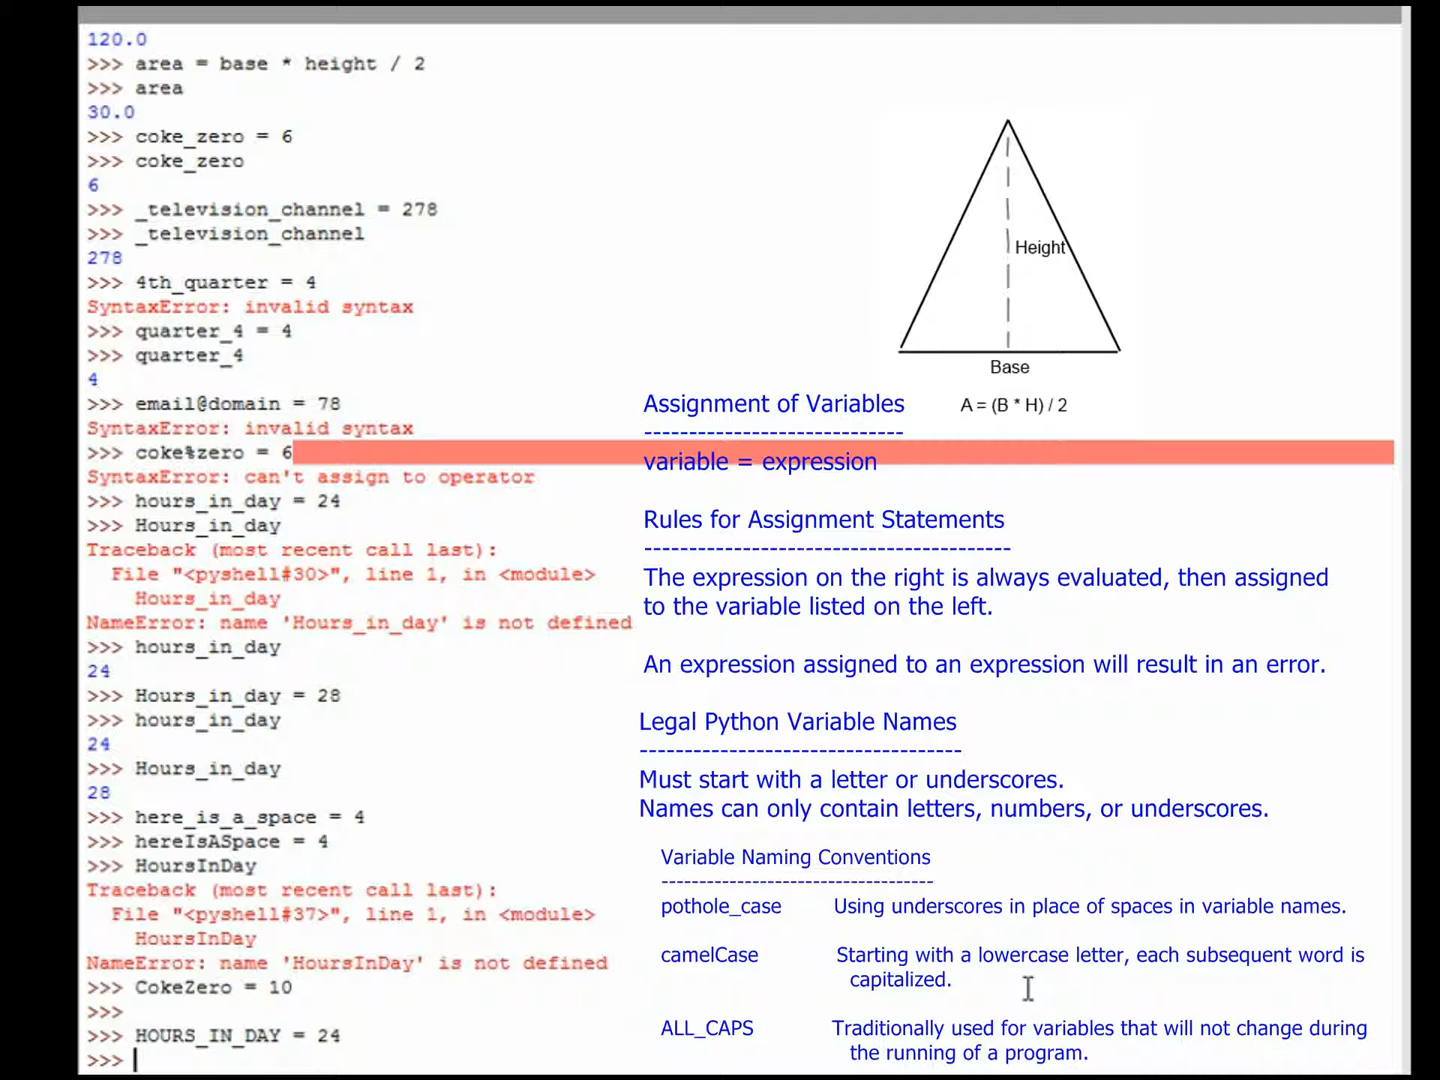 120.0
>>> area = base * height / 2
>>> area
30.0
>>> coke_zero = 6
>>> coke_zero
6
>>> _television_channel = 278
>>> _television_channel
278
>>> 4th_quarter = 4
SyntaxError: invalid syntax
>>> quarter_4 = 4
>>> quarter_4
4
>>> email@domain = 78
SyntaxError: invalid syntax
>>> coke%zero = 6
SyntaxError: can't assign to operator
>>> hours_in_day = 24
>>> Hours_in_day
Traceback (most recent call last):
File "<pyshell#30>", line 1, in <module>
Hours_in_day
NameError: name 'Hours_in_day' is not defined
>>> hours_in_day
24
>>> Hours_in_day = 28
>>> hours_in_day
24
>>> Hours_in_day
28
>>> here_is_a_space = 4
>>> hereIsASpace = 4
>>> HoursInDay
Traceback (most recent call last):
File "<pyshell#37>", line 1, in <module>
HoursInDay
NameError: name 'HoursInDay' is not defined
>>> CokeZero = 10
>>>
>>> HOURS_IN_DAY = 24
>>>
Height
Base
A = (B * H) / 2
Assignment of Variables
----------------------------
variable = expression
Rules for Assignment Statements
---------------------------------------
The expression on the right is always evaluated, then assigned
to the variable listed on the left.
An expression assigned to an expression will result in an error.
Legal Python Variable Names
----------------------------------
Must start with a letter or underscores.
Names can only contain letters, numbers, or underscores.
Variable Naming Conventions
------------------------------------
pothole_case Using underscores in place of spaces in variable names.
camelCase Starting with a lowercase letter, each subsequent word is
capitalized.
ALL_CAPS Traditionally used for variables that will not change during
the running of a program.